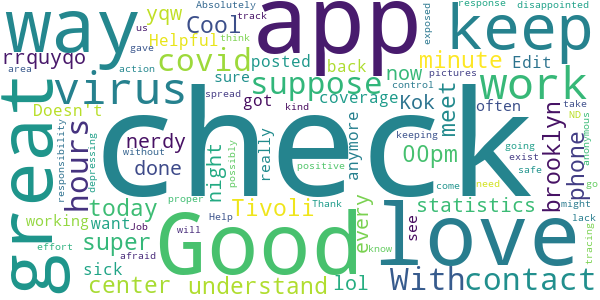 way app keep
yqw Cool Absolutely track us response disappointed
rrquyqo Helpful covid posted back now minute Edit
area gave action think exposed pictures
virus sure suppose work
Doesn't spread kind got coverage control Kok meet often take ND
great hours nerdy check anymore brooklyn phone anonymous
responsibility depressing without done night really possibly 00pm see keeping going exist safe might
today Tivoli statistics lack
working want positive every come need go
super Good love
effort proper Job Help Thank will know tracing
sick afraid lol With contact
center understand